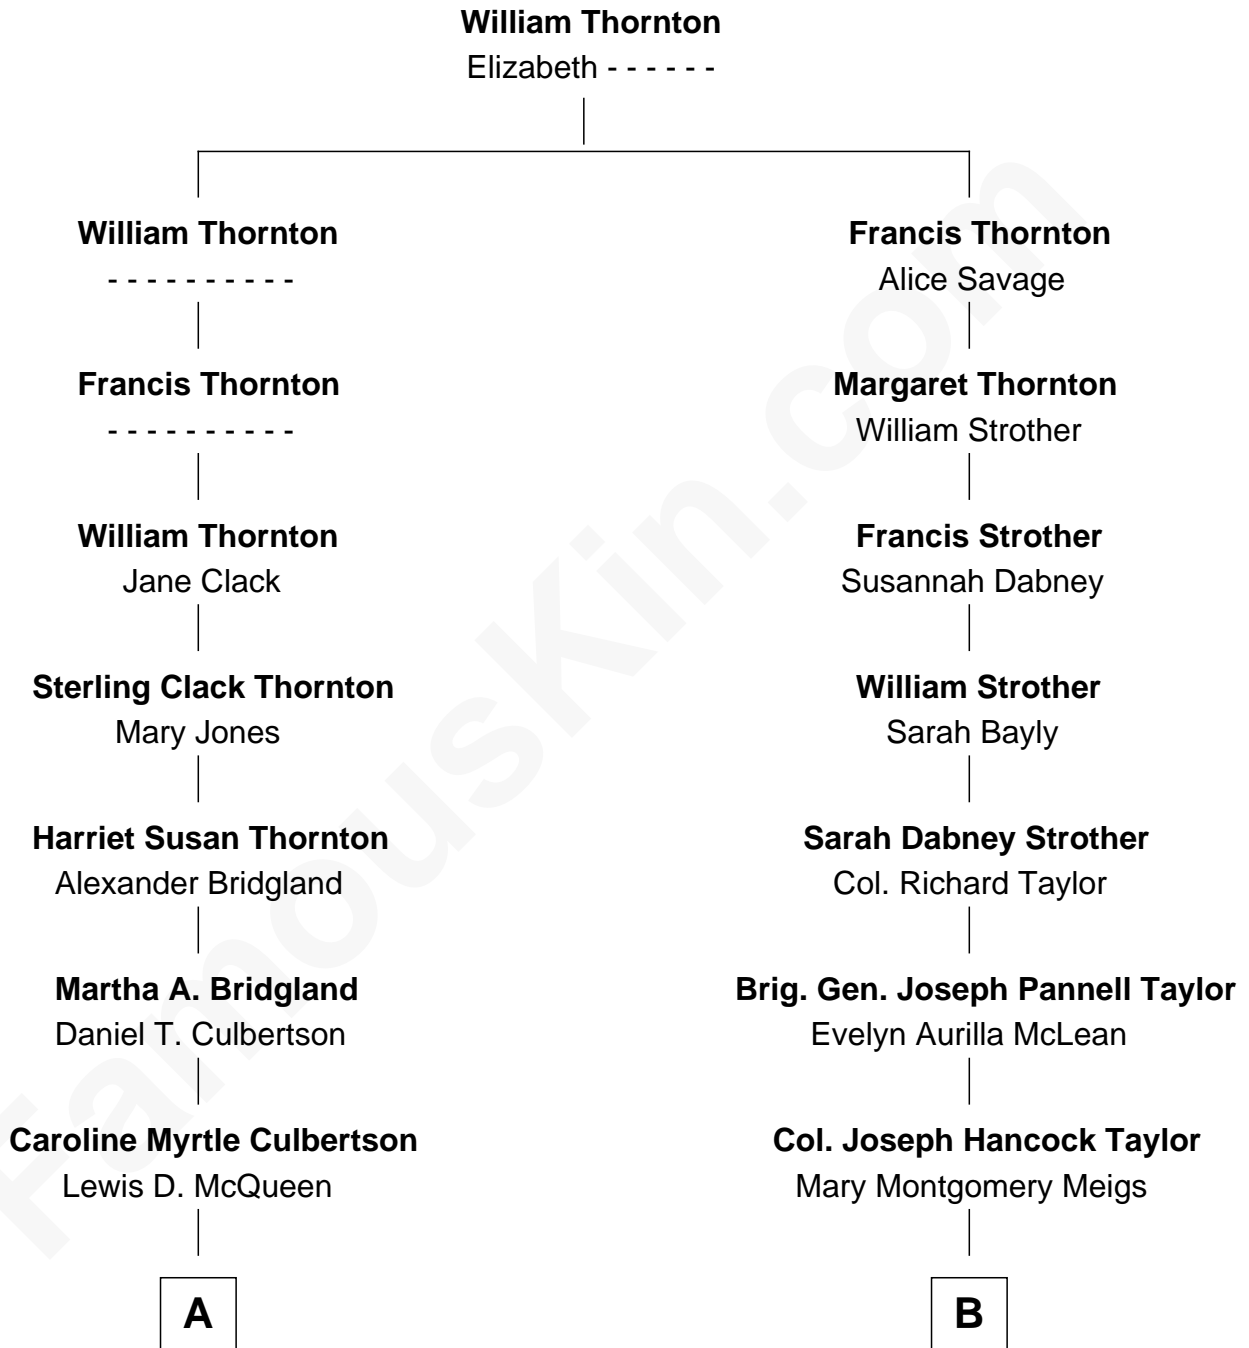 William Thornton
Elizabeth - - - - - -
William Thornton
- - - - - - - - - -
Francis Thornton
Alice Savage
Francis Thornton
- - - - - - - - - -
Margaret Thornton
William Strother
William Thornton
Jane Clack
Francis Strother
Susannah Dabney
Sterling Clack Thornton
Mary Jones
William Strother
Sarah Bayly
Harriet Susan Thornton
Alexander Bridgland
Sarah Dabney Strother
Col. Richard Taylor
Martha A. Bridgland
Daniel T. Culbertson
Brig. Gen. Joseph Pannell Taylor
Evelyn Aurilla McLean
Caroline Myrtle Culbertson
Lewis D. McQueen
Col. Joseph Hancock Taylor
Mary Montgomery Meigs
A
B
FamousKin.com